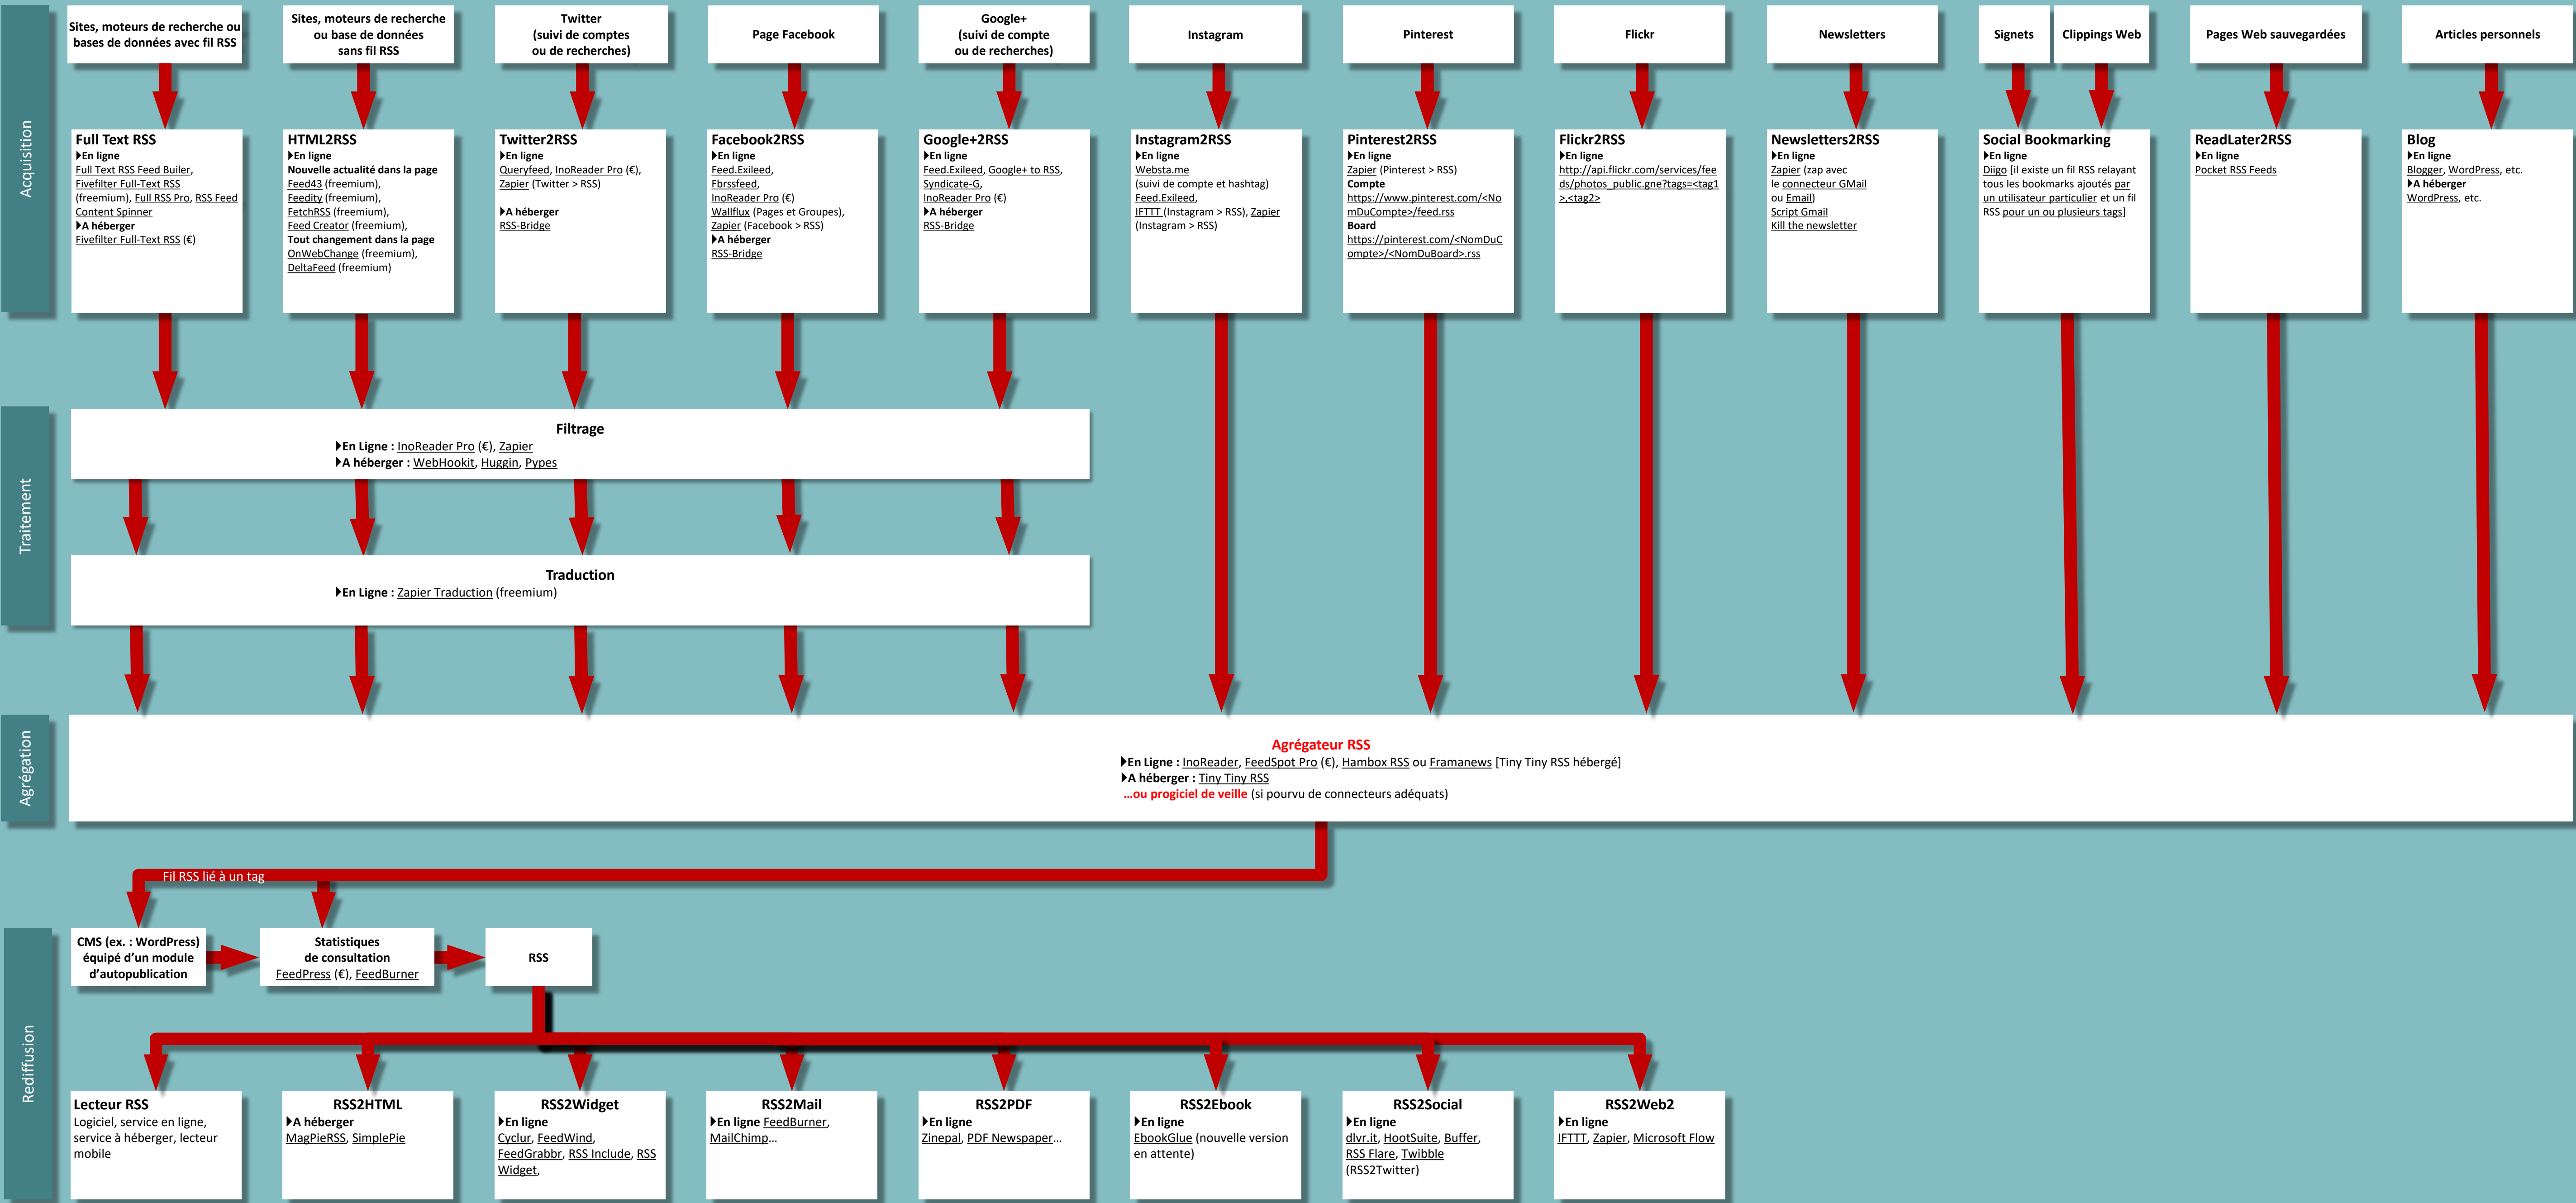 Acquisition
Sites, moteurs de recherche ou
bases de données avec fil RSS
Sites, moteurs de recherche
ou base de données
sans fil RSS
Twitter
(suivi de comptes
ou de recherches)
Page Facebook
Google+
(suivi de compte
ou de recherches)
Instagram
Pinterest
Flickr
Newsletters
Signets
Clippings Web
Pages Web sauvegardées
Articles personnels
Full Text RSS
En ligne
Full Text RSS Feed Builer,
Fivefilter Full-Text RSS
(freemium), Full RSS Pro, RSS Feed
Content Spinner
A héberger
Fivefilter Full-Text RSS (€)
HTML2RSS
En ligne
Nouvelle actualité dans la page
Feed43 (freemium),
Feedity (freemium),
FetchRSS (freemium),
Feed Creator (freemium),
Tout changement dans la page
OnWebChange (freemium),
DeltaFeed (freemium)
Twitter2RSS
En ligne
Queryfeed, InoReader Pro (€),
Zapier (Twitter > RSS)
A héberger
RSS-Bridge
Facebook2RSS
En ligne
Feed.Exileed,
Fbrssfeed,
InoReader Pro (€)
Wallflux (Pages et Groupes),
Zapier (Facebook > RSS)
A héberger
RSS-Bridge
Google+2RSS
En ligne
Feed.Exileed, Google+ to RSS,
Syndicate-G,
InoReader Pro (€)
A héberger
RSS-Bridge
Instagram2RSS
En ligne
Websta.me
(suivi de compte et hashtag)
Feed.Exileed,
IFTTT (Instagram > RSS), Zapier
(Instagram > RSS)
Pinterest2RSS
En ligne
Zapier (Pinterest > RSS)
Compte
https://www.pinterest.com/<No
mDuCompte>/feed.rss
Board
https://pinterest.com/<NomDuC
ompte>/<NomDuBoard>.rss
Flickr2RSS
En ligne
http://api.flickr.com/services/fee
ds/photos_public.gne?tags=<tag1
>,<tag2>
Newsletters2RSS
En ligne
Zapier (zap avec
le connecteur GMail
ou Email)
Script Gmail
Kill the newsletter
Social Bookmarking
En ligne
Diigo [il existe un fil RSS relayant
tous les bookmarks ajoutés par
un utilisateur particulier et un fil
RSS pour un ou plusieurs tags]
ReadLater2RSS
En ligne
Pocket RSS Feeds
Blog
En ligne
Blogger, WordPress, etc.
A héberger
WordPress, etc.
Traitement
Filtrage
En Ligne : InoReader Pro (€), Zapier
A héberger : WebHookit, Huggin, Pypes
Traduction
En Ligne : Zapier Traduction (freemium)
Agrégation
Agrégateur RSS
En Ligne : InoReader, FeedSpot Pro (€), Hambox RSS ou Framanews [Tiny Tiny RSS hébergé]
A héberger : Tiny Tiny RSS
...ou progiciel de veille (si pourvu de connecteurs adéquats)
Fil RSS lié à un tag
Rediffusion
CMS (ex. : WordPress)
équipé d'un module
d'autopublication
Statistiques
de consultation
FeedPress (€), FeedBurner
RSS
Lecteur RSS
Logiciel, service en ligne,
service à héberger, lecteur
mobile
RSS2HTML
A héberger
MagPieRSS, SimplePie
RSS2Widget
En ligne
Cyclur, FeedWind,
FeedGrabbr, RSS Include, RSS
Widget,
RSS2Mail
En ligne FeedBurner,
MailChimp...
RSS2PDF
En ligne
Zinepal, PDF Newspaper...
RSS2Ebook
En ligne
EbookGlue (nouvelle version
en attente)
RSS2Social
En ligne
dlvr.it, HootSuite, Buffer,
RSS Flare, Twibble
(RSS2Twitter)
RSS2Web2
En ligne
IFTTT, Zapier, Microsoft Flow